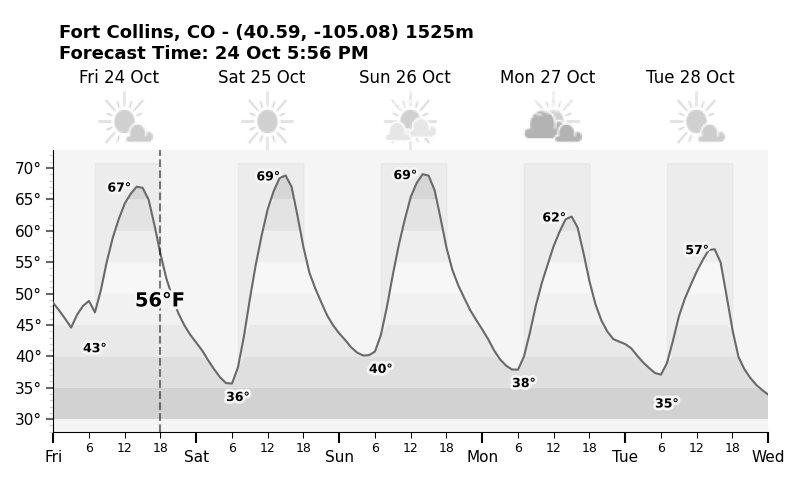 Fort Collins, CO - (40.59, -105.08) 1525m
Forecast Time: 24 Oct 5:56 PM
Fri 24 Oct Sat 25 Oct Sun 26 Oct Mon 27 Oct Tue 28 Oct
70°
65°
60°
55°
50°
45°
40°
35°
30°
67° 69° 69° 62° 57°
56°F
43° 36° 40° 38° 35°
6 12 18 6 12 18 6 12 18 6 12 18 6 12 18
Fri Sat Sun Mon Tue Wed